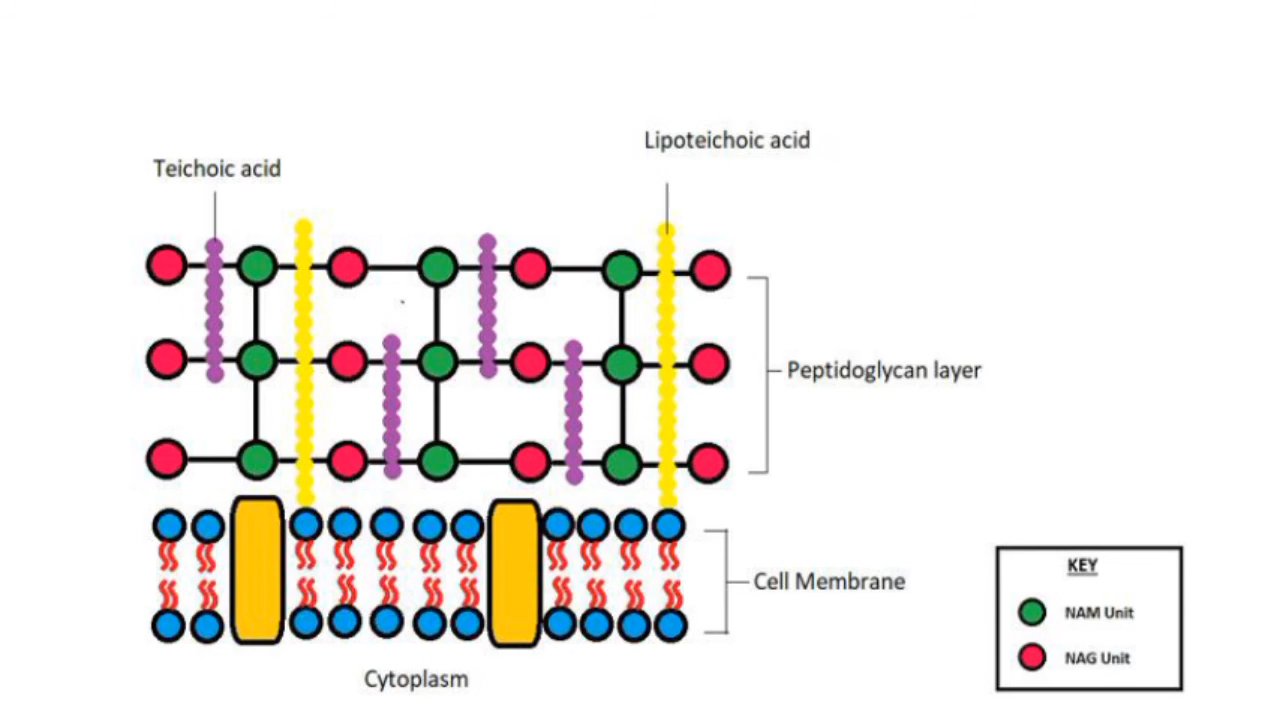 Lipoteichoic acid
Teichoic acid
Peptidoglycan layer
Cell Membrane
Cytoplasm
KEY
NAM Unit
NAG Unit